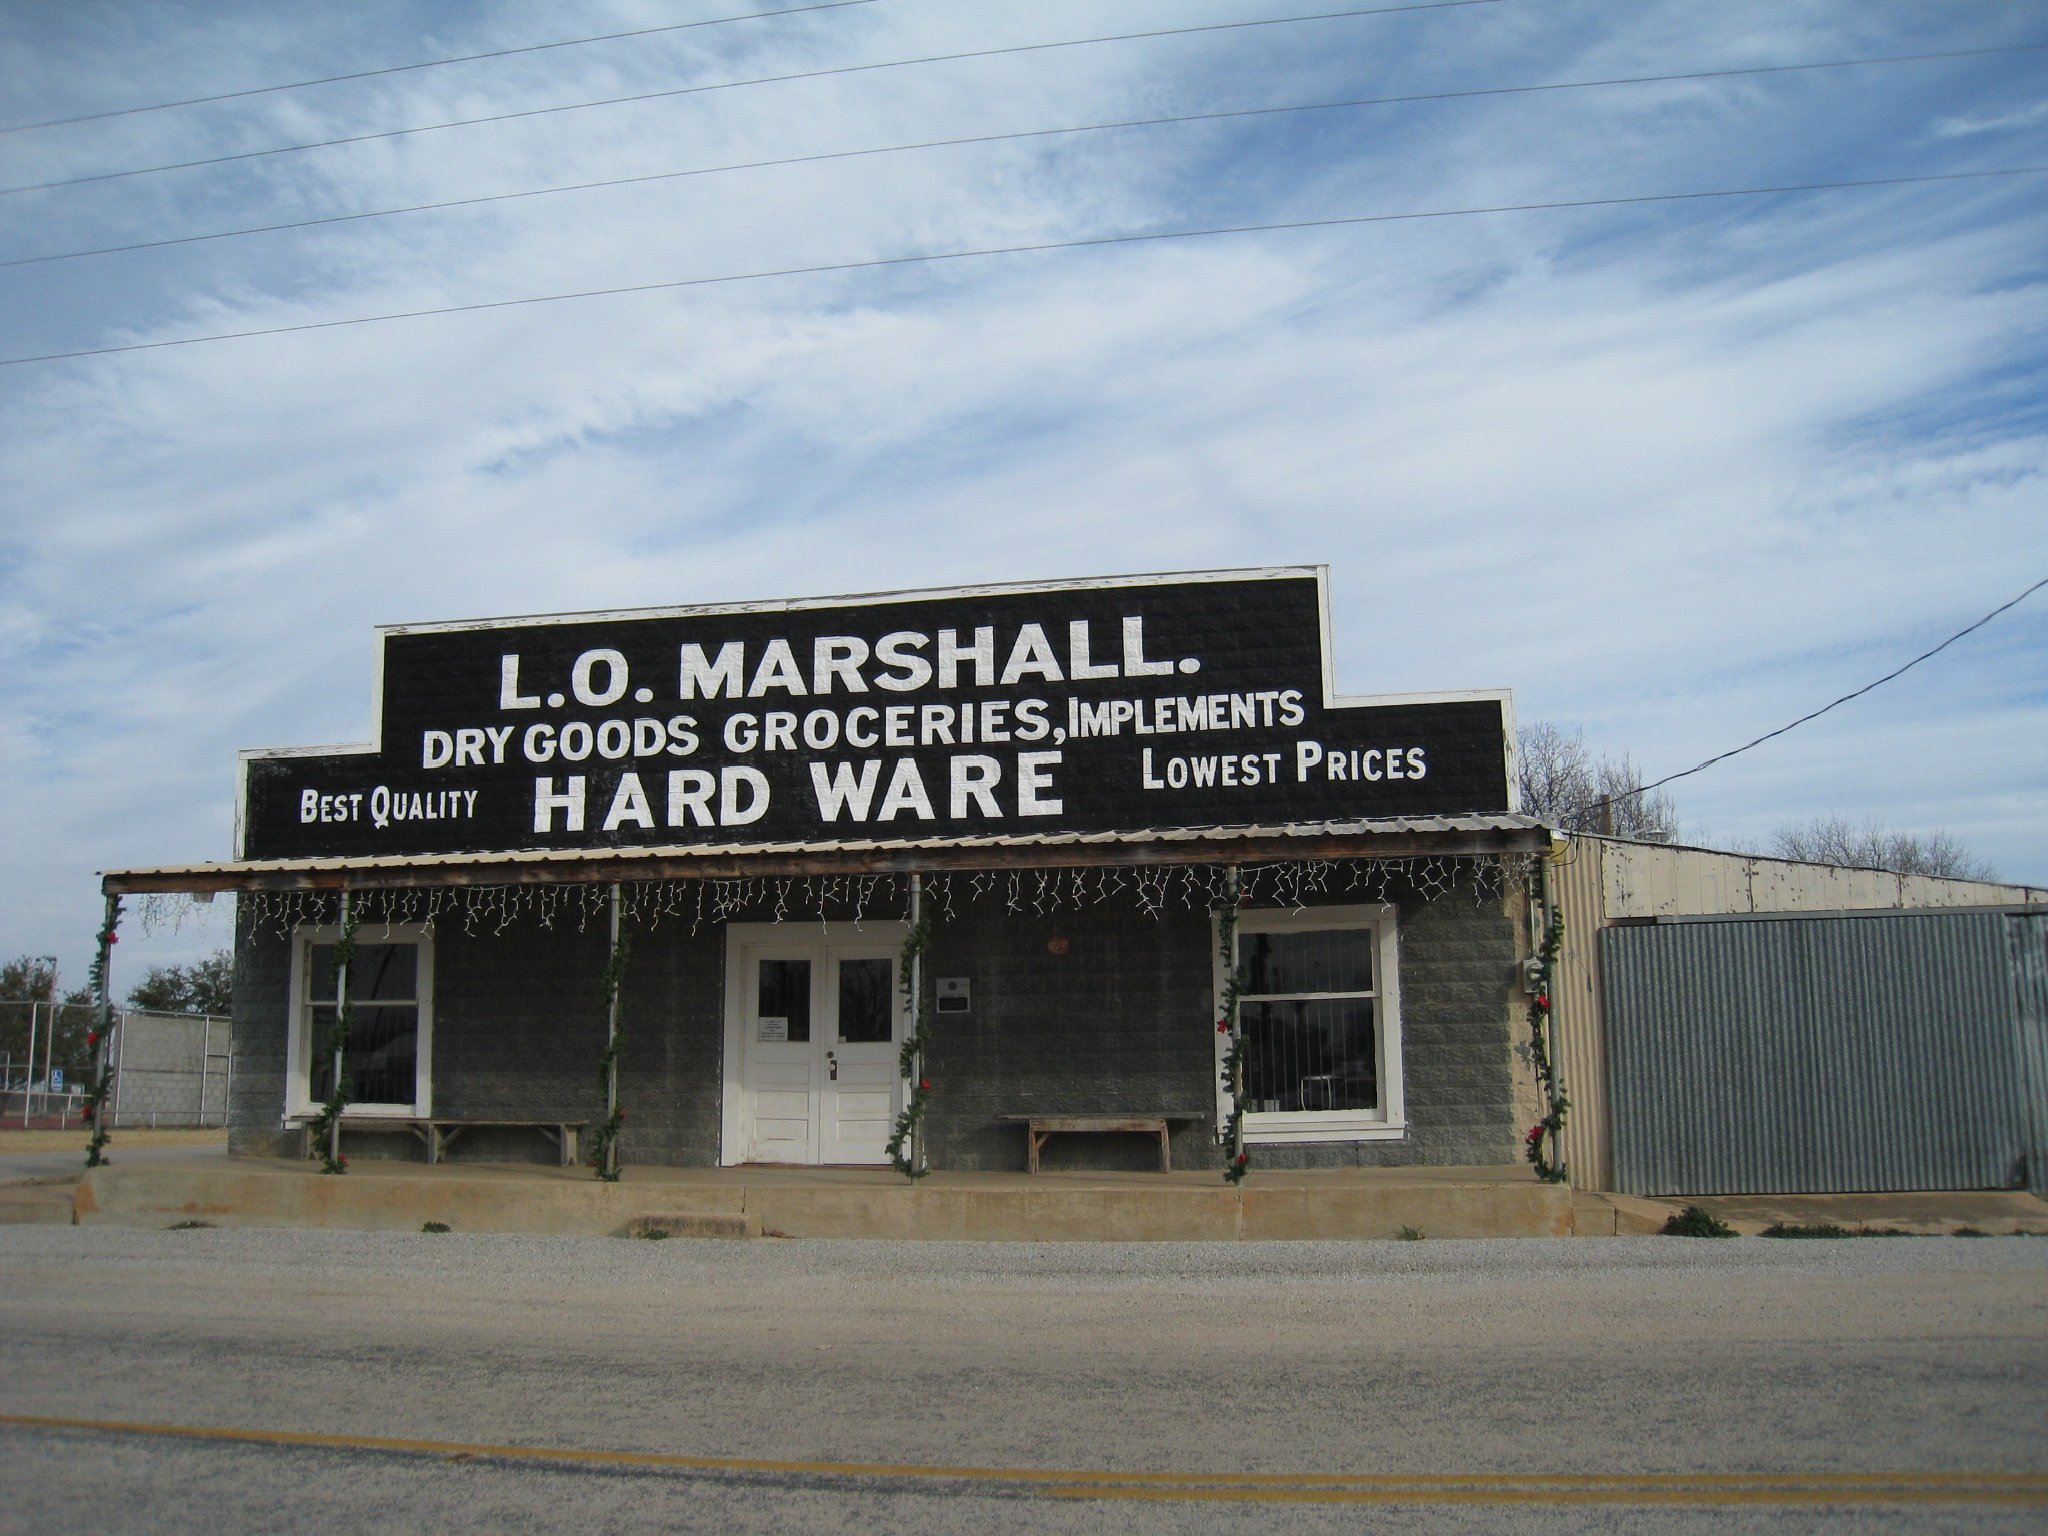 L.O. MARSHALL.
DRY GOODS GROCERIES, IMPLEMENTS
BEST QUALITY HARD WARE LOWEST PRICES